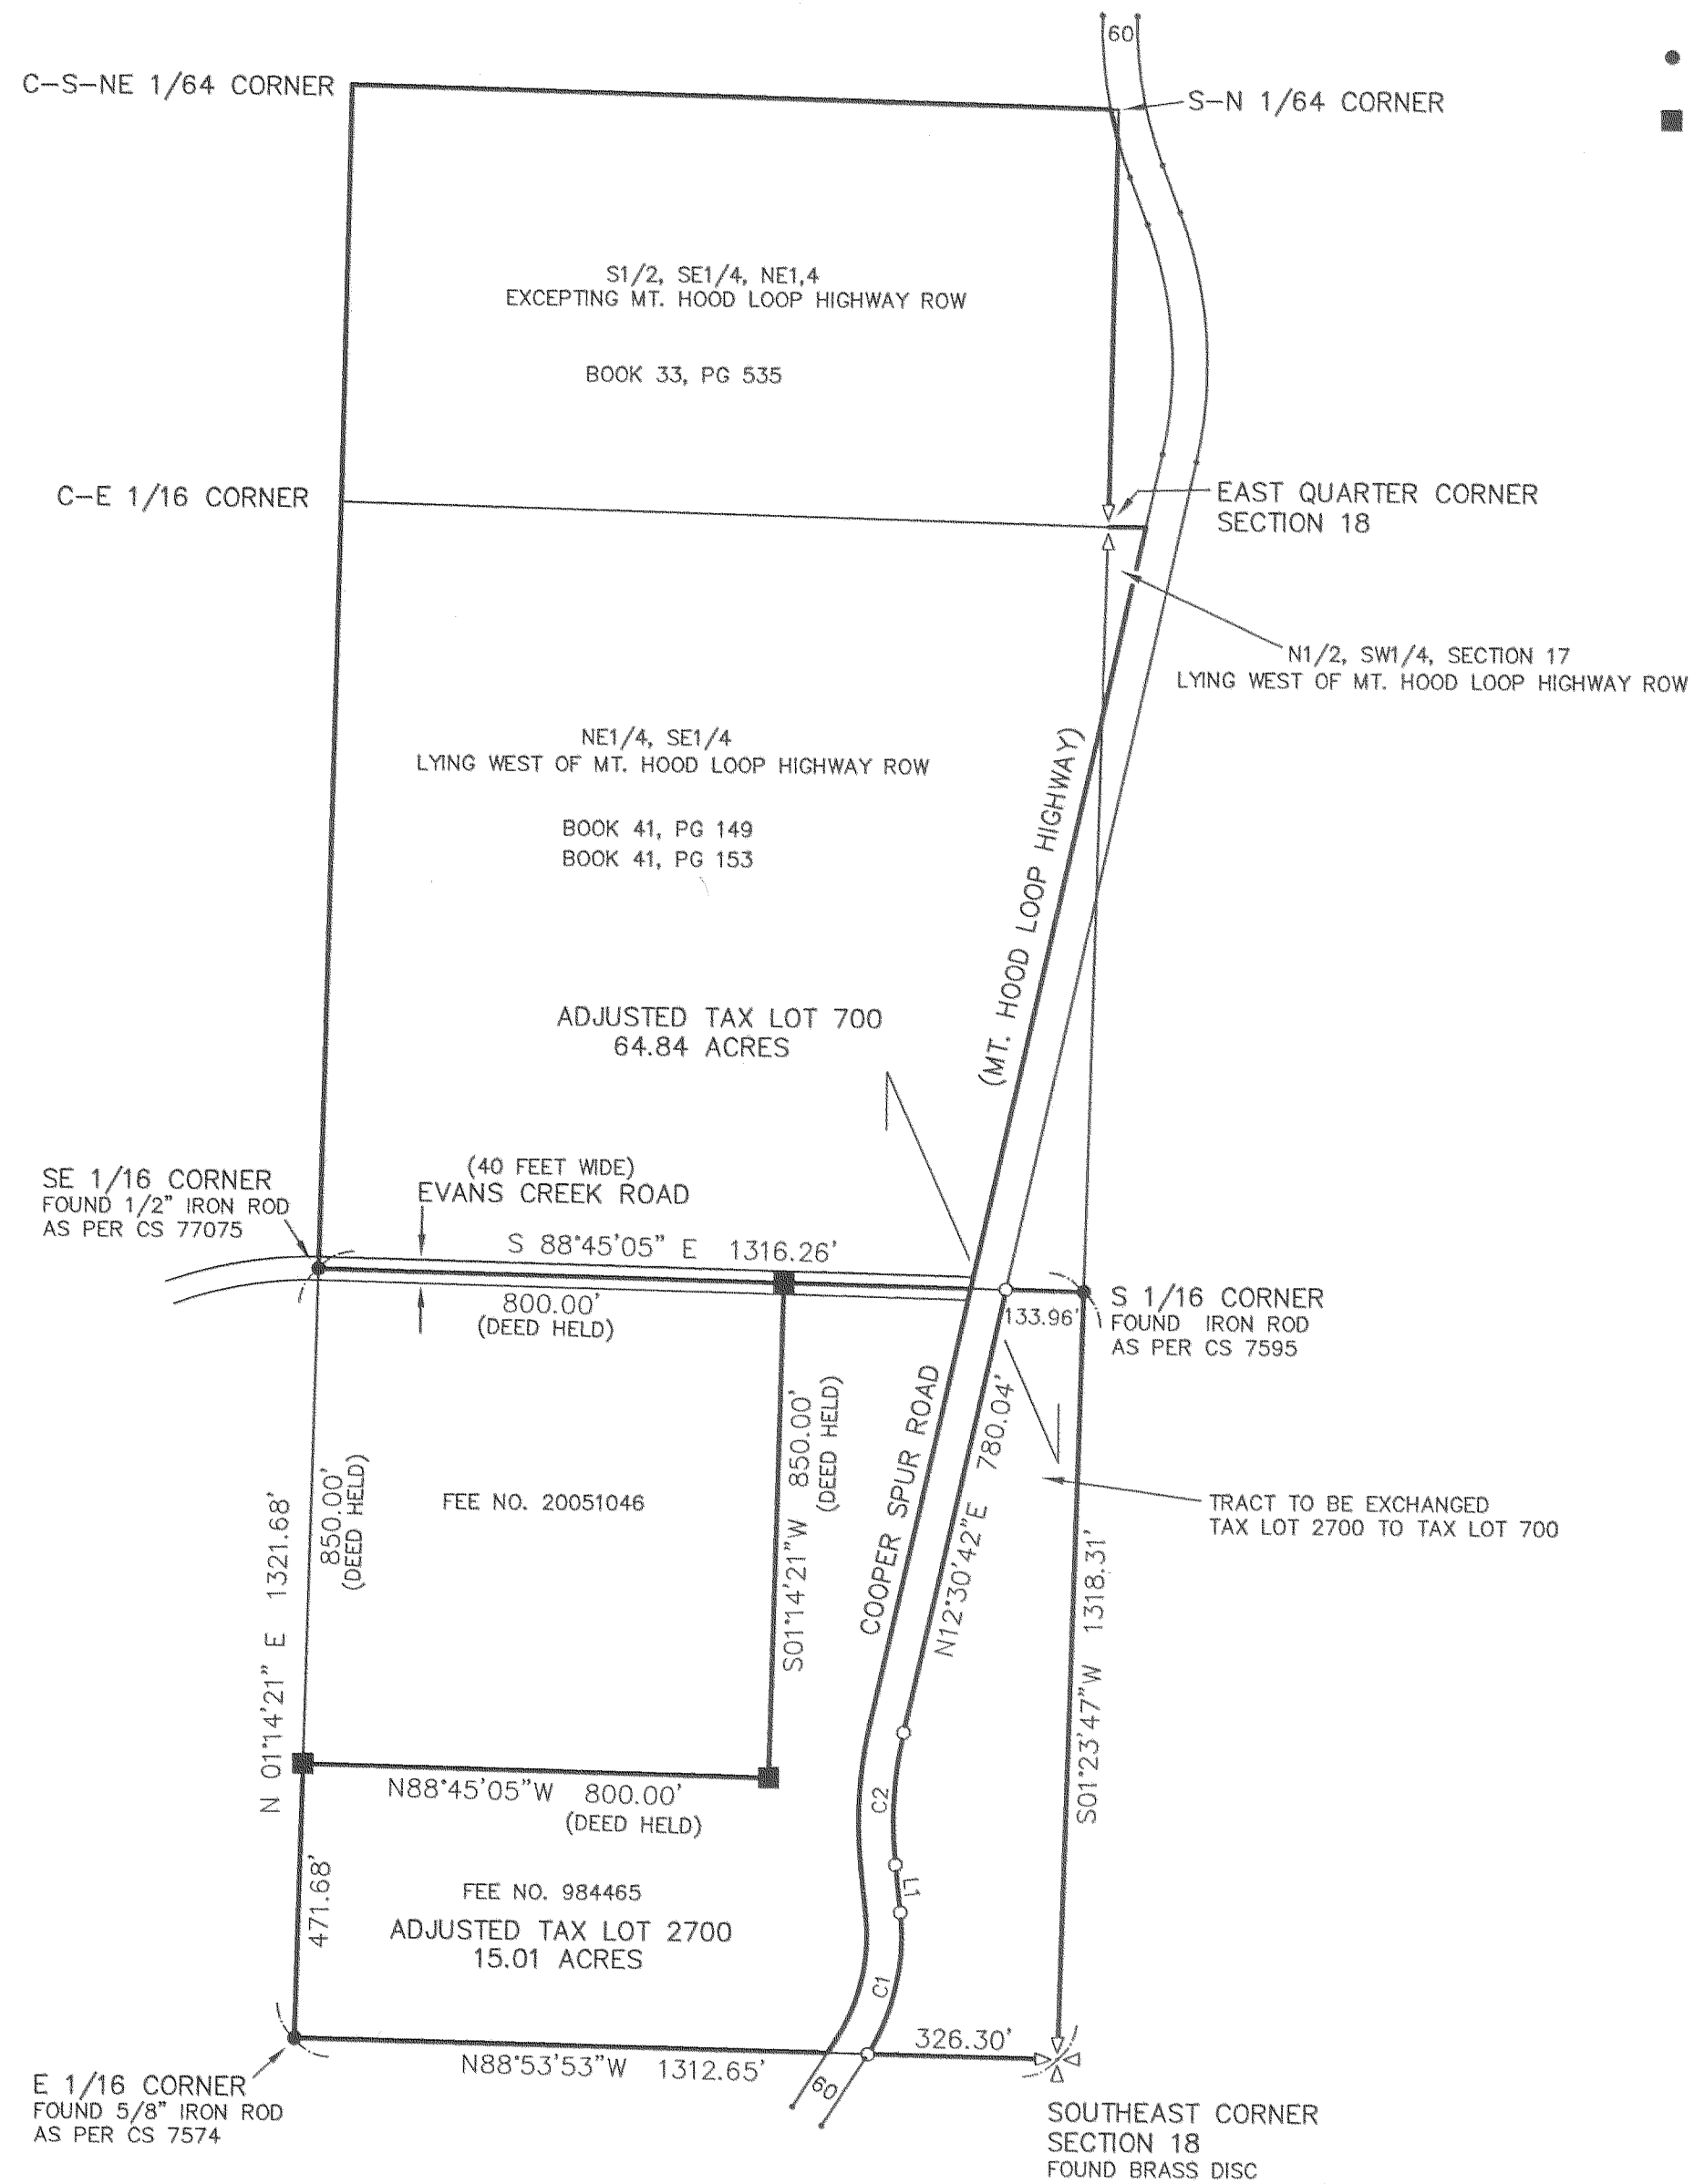 60
C-S-NE 1/64 CORNER
S-N 1/64 CORNER
S1/2, SE1/4, NE1,4
EXCEPTING MT. HOOD LOOP HIGHWAY ROW
BOOK 33, PG 535
C-E 1/16 CORNER
EAST QUARTER CORNER
SECTION 18
N1/2, SW1/4, SECTION 17
LYING WEST OF MT. HOOD LOOP HIGHWAY ROW
NE1/4, SE1/4
LYING WEST OF MT. HOOD LOOP HIGHWAY ROW
BOOK 41, PG 149
BOOK 41, PG 153
(MT. HOOD LOOP HIGHWAY)
ADJUSTED TAX LOT 700
64.84 ACRES
SE 1/16 CORNER
FOUND 1/2" IRON ROD
AS PER CS 77075
(40 FEET WIDE)
EVANS CREEK ROAD
S 88°45'05" E 1316.26'
800.00'
(DEED HELD)
133.96'
S 1/16 CORNER
FOUND IRON ROD
AS PER CS 7595
N 01°14'21" E 1321.68'
850.00'
(DEED HELD)
FEE NO. 20051046
S01°14'21"W 850.00'
(DEED HELD)
COOPER SPUR ROAD
N12°30'42"E 780.04'
TRACT TO BE EXCHANGED
TAX LOT 2700 TO TAX LOT 700
S01°23'47"W 1318.31'
N88°45'05"W 800.00'
(DEED HELD)
C2
471.68'
FEE NO. 984465
ADJUSTED TAX LOT 2700
15.01 ACRES
L1
C1
326.30'
N88°53'53"W 1312.65'
60
E 1/16 CORNER
FOUND 5/8" IRON ROD
AS PER CS 7574
SOUTHEAST CORNER
SECTION 18
FOUND BRASS DISC